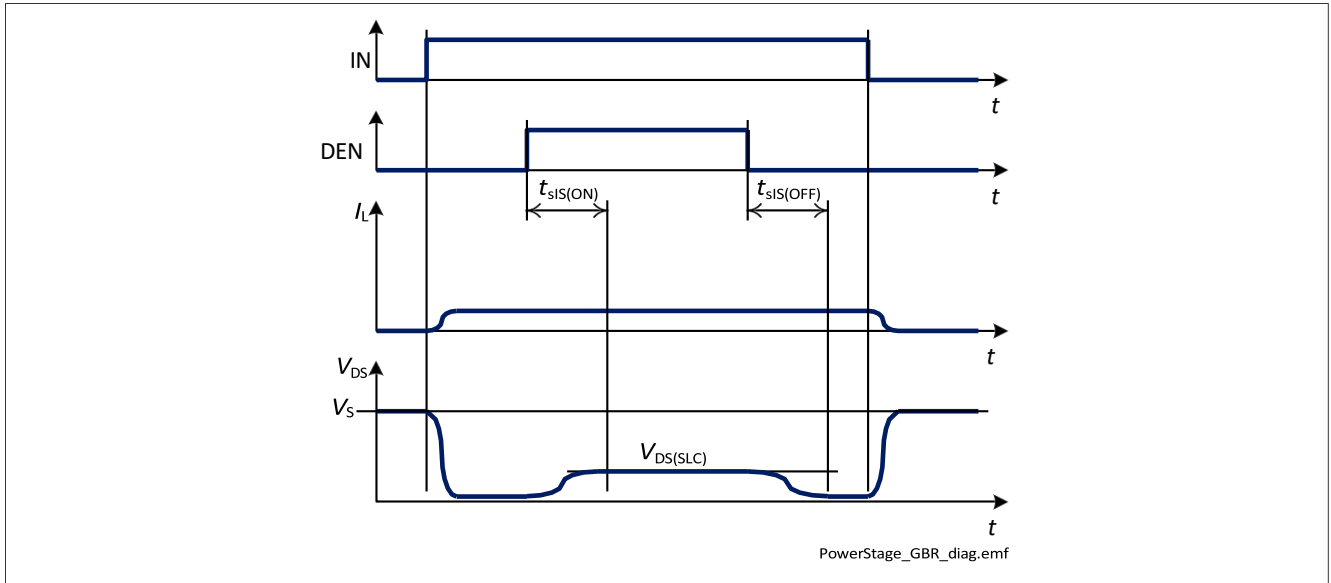 IN
t
DEN
t
tsIS(ON)
tsIS(OFF)
IL
t
VDS
VS
VDS(SLC)
t
PowerStage_GBR_diag.emf